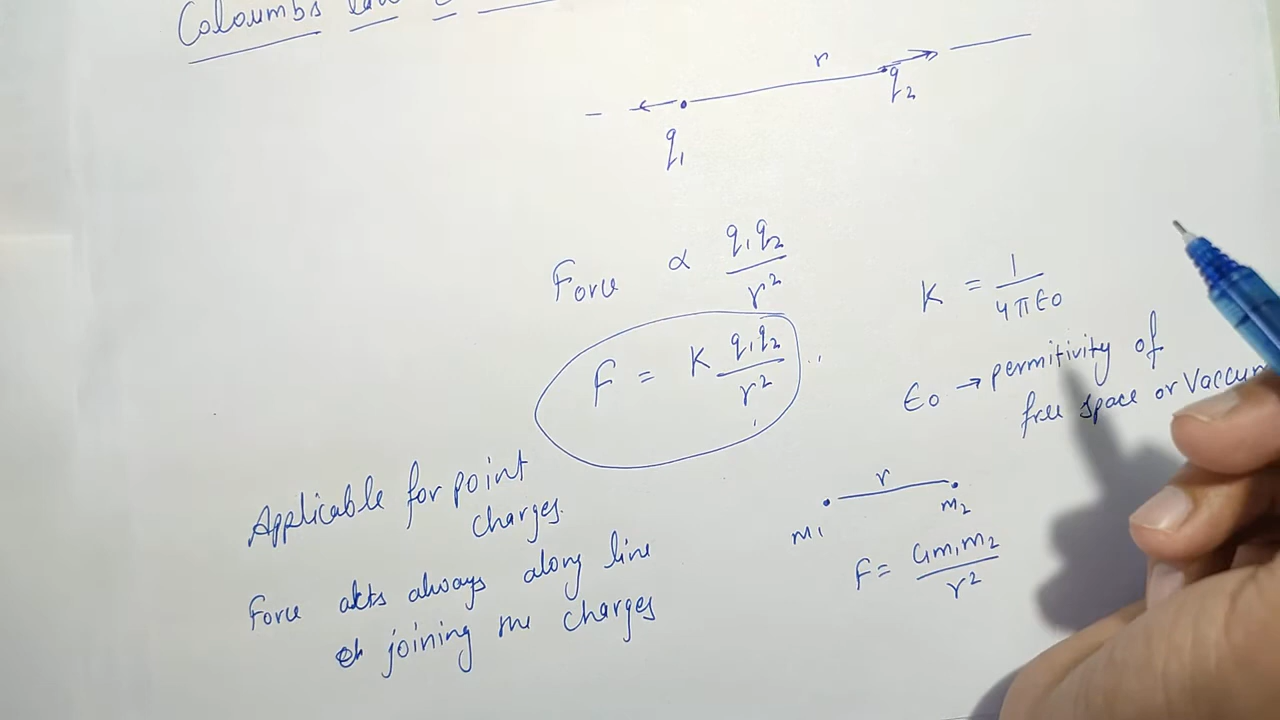 Coloumbs law
r
q₁
q₂
Force ∝ q₁q₂/r²
F = K q₁q₂/r²
K = 1/4πϵ₀
ϵ₀ → permitivity of
free space or Vaccum
Applicable for point
charges.
Force acts always along line
joining the charges
r
m₁
m₂
F = Gm₁m₂/r²